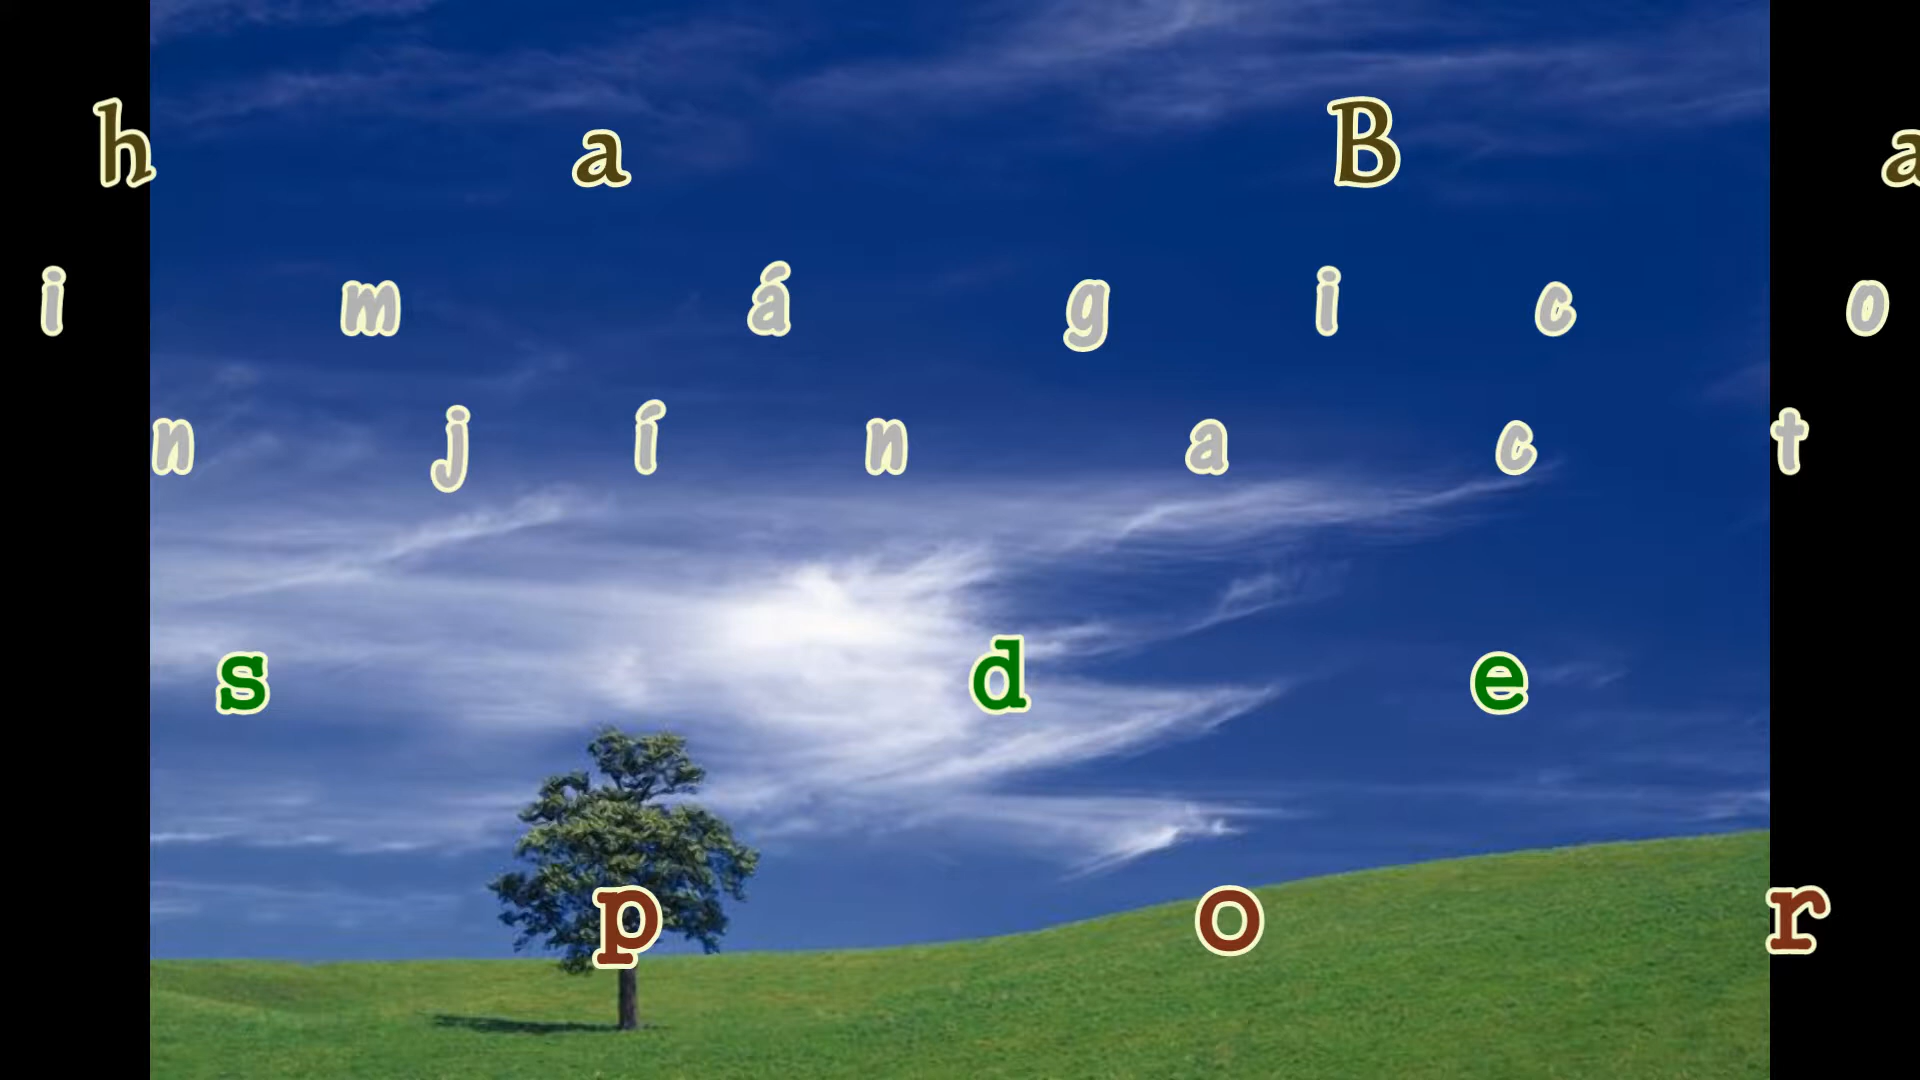 h a B a
i m á g i c o
n j í n a c t
s d e
p o r